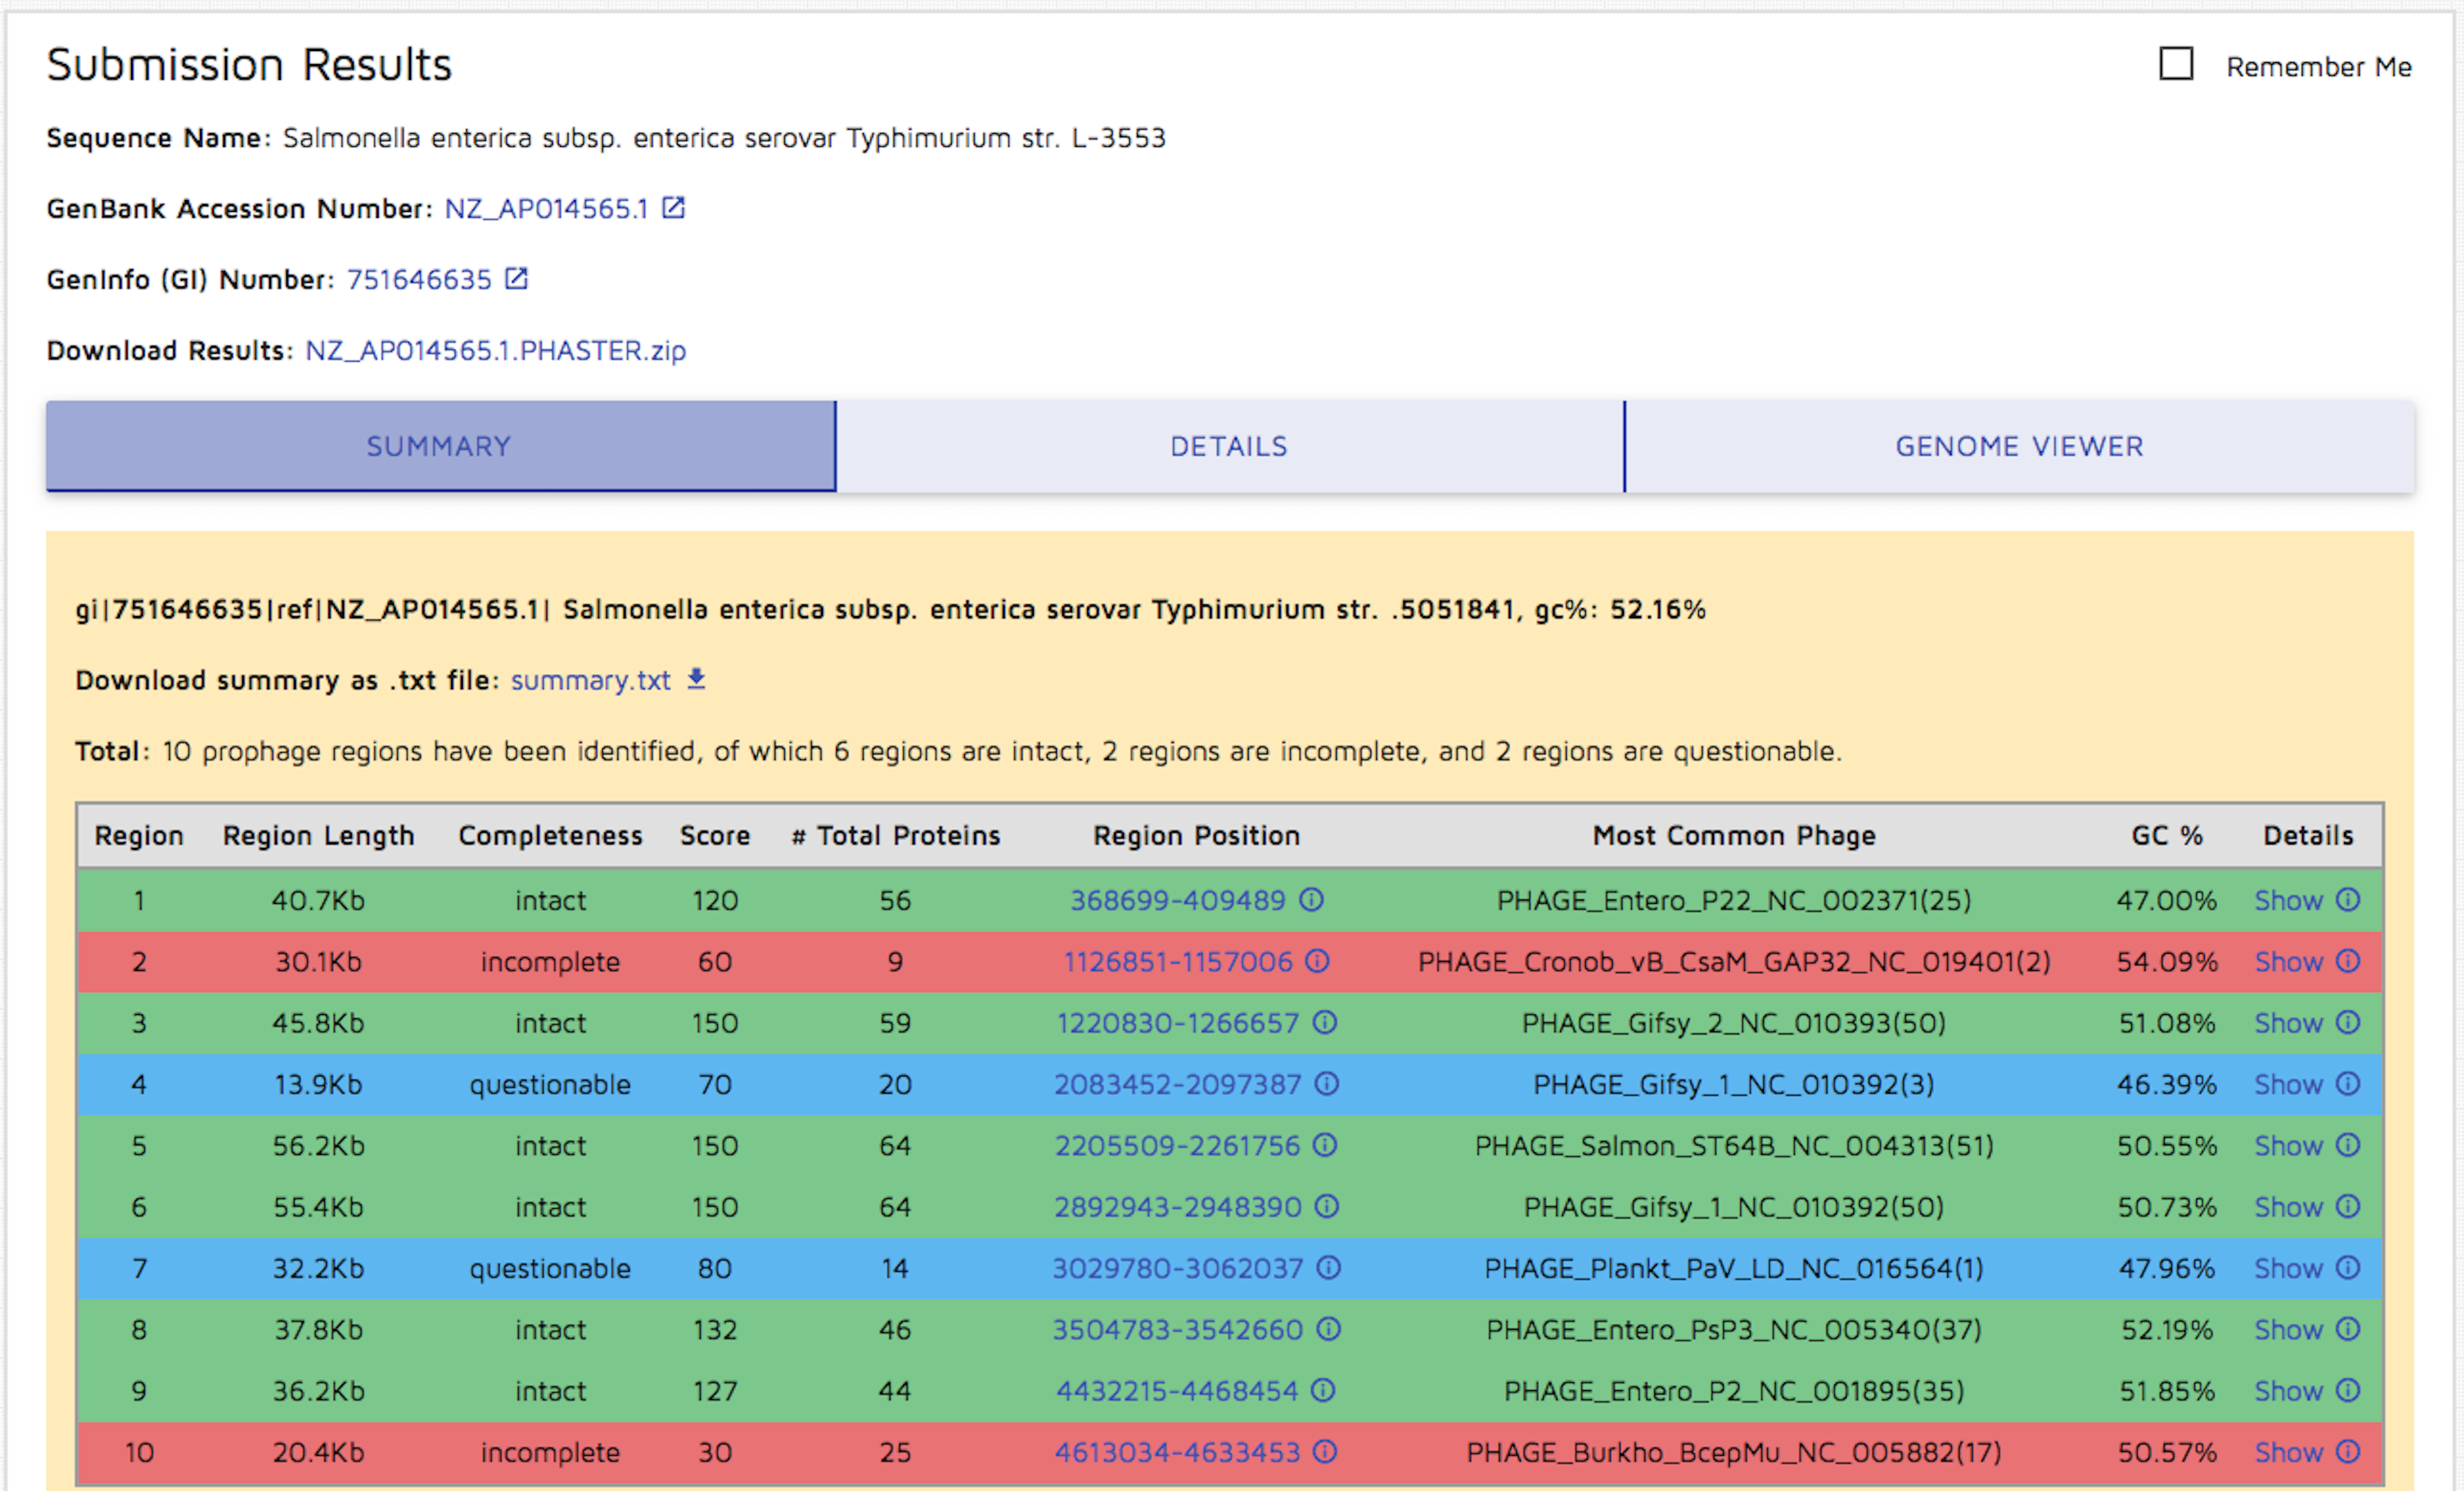 Submission Results
Remember Me
Sequence Name: Salmonella enterica subsp. enterica serovar Typhimurium str. L-3553
GenBank Accession Number: NZ_AP014565.1
GenInfo (GI) Number: 751646635
Download Results: NZ_AP014565.1.PHASTER.zip
SUMMARY DETAILS GENOME VIEWER
gi|751646635|ref|NZ_AP014565.1| Salmonella enterica subsp. enterica serovar Typhimurium str. .5051841, gc%: 52.16%
Download summary as .txt file: summary.txt
Total: 10 prophage regions have been identified, of which 6 regions are intact, 2 regions are incomplete, and 2 regions are questionable.
Region Region Length Completeness Score # Total Proteins Region Position Most Common Phage GC % Details
1 40.7Kb intact 120 56 368699-409489 PHAGE_Entero_P22_NC_002371(25) 47.00% Show
2 30.1Kb incomplete 60 9 1126851-1157006 PHAGE_Cronob_vB_CsaM_GAP32_NC_019401(2) 54.09% Show
3 45.8Kb intact 150 59 1220830-1266657 PHAGE_Gifsy_2_NC_010393(50) 51.08% Show
4 13.9Kb questionable 70 20 2083452-2097387 PHAGE_Gifsy_1_NC_010392(3) 46.39% Show
5 56.2Kb intact 150 64 2205509-2261756 PHAGE_Salmon_ST64B_NC_004313(51) 50.55% Show
6 55.4Kb intact 150 64 2892943-2948390 PHAGE_Gifsy_1_NC_010392(50) 50.73% Show
7 32.2Kb questionable 80 14 3029780-3062037 PHAGE_Plankt_PaV_LD_NC_016564(1) 47.96% Show
8 37.8Kb intact 132 46 3504783-3542660 PHAGE_Entero_PsP3_NC_005340(37) 52.19% Show
9 36.2Kb intact 127 44 4432215-4468454 PHAGE_Entero_P2_NC_001895(35) 51.85% Show
10 20.4Kb incomplete 30 25 4613034-4633453 PHAGE_Burkho_BcepMu_NC_005882(17) 50.57% Show